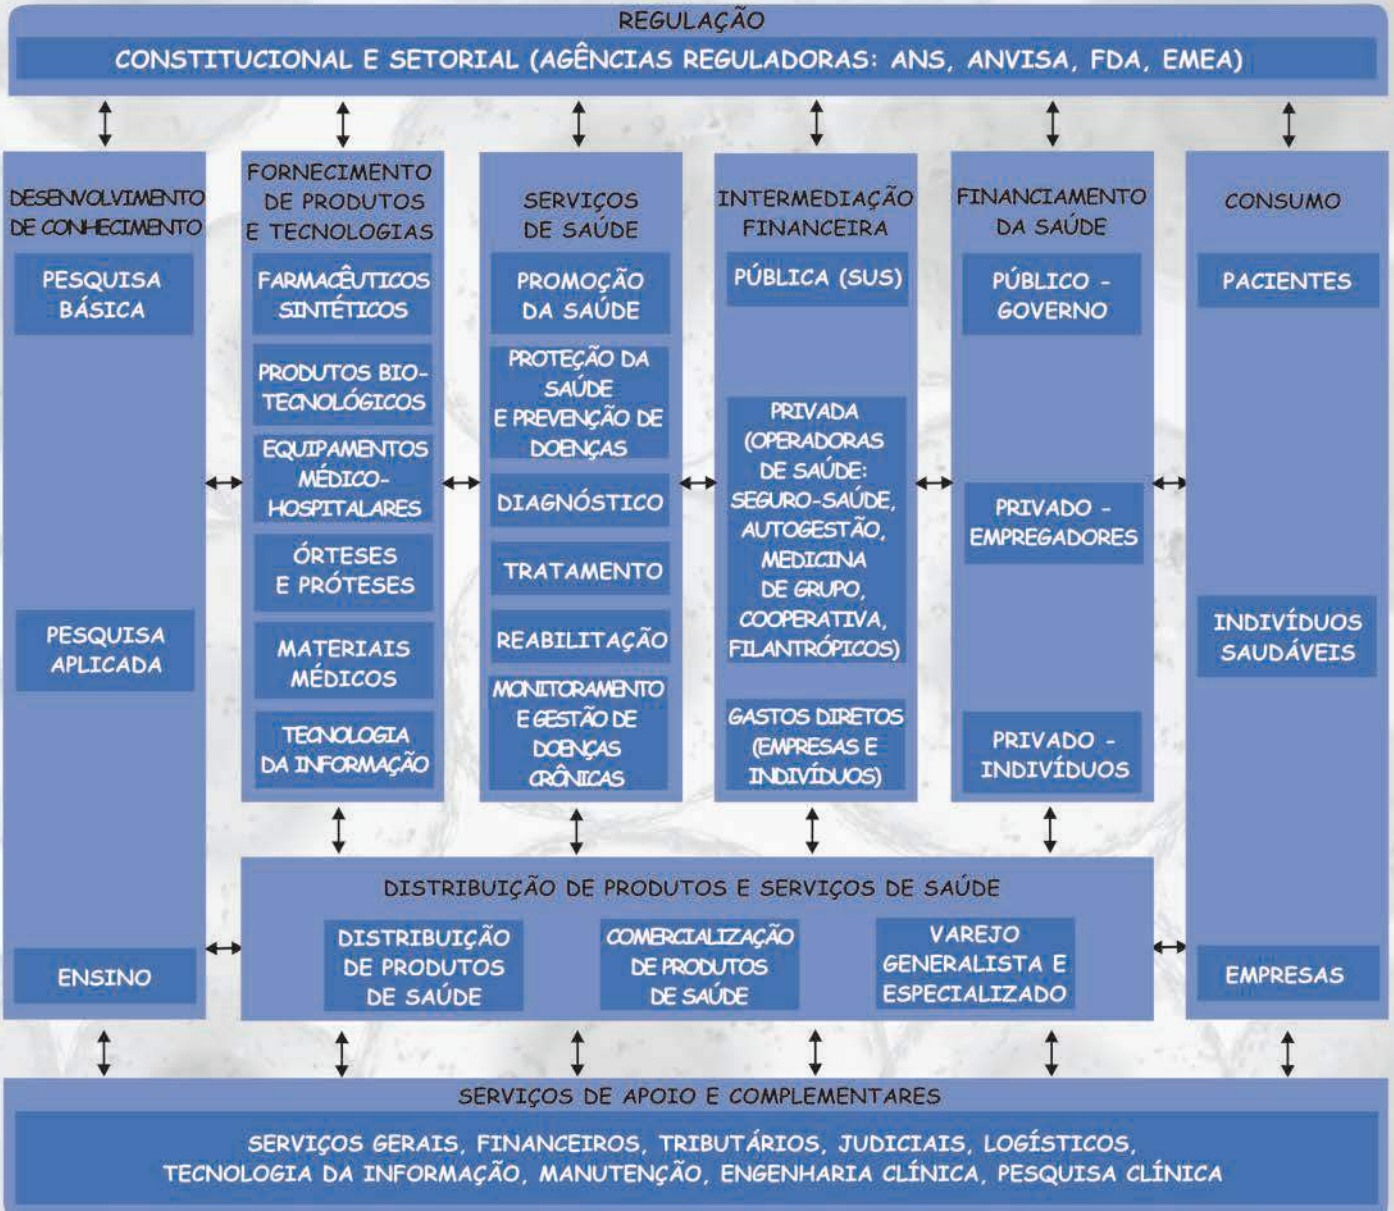 REGULAÇÃO
CONSTITUCIONAL E SETORIAL (AGÊNCIAS REGULADORAS: ANS, ANVISA, FDA, EMEA)
DESENVOLVIMENTO
DE CONHECIMENTO
PESQUISA
BÁSICA
PESQUISA
APLICADA
ENSINO
FORNECIMENTO
DE PRODUTOS
E TECNOLOGIAS
FARMACÊUTICOS
SINTÉTICOS
PRODUTOS BIO-
TECNOLÓGICOS
EQUIPAMENTOS
MÉDICO-
HOSPITALARES
ÓRTESES
E PRÓTESES
MATERIAIS
MÉDICOS
TECNOLOGIA
DA INFORMAÇÃO
SERVIÇOS
DE SAÚDE
PROMOÇÃO
DA SAÚDE
PROTEÇÃO DA
SAÚDE
E PREVENÇÃO DE
DOENÇAS
DIAGNÓSTICO
TRATAMENTO
REABILITAÇÃO
MONITORAMENTO
E GESTÃO DE
DOENÇAS
CRÔNICAS
INTERMEDIAÇÃO
FINANCEIRA
PÚBLICA (SUS)
PRIVADA
(OPERADORAS
DE SAÚDE:
SEGURO-SAÚDE,
AUTOGESTÃO,
MEDICINA
DE GRUPO,
COOPERATIVA,
FILANTRÓPICOS)
GASTOS DIRETOS
(EMPRESAS E
INDIVÍDUOS)
FINANCIAMENTO
DA SAÚDE
PÚBLICO -
GOVERNO
PRIVADO -
EMPREGADORES
PRIVADO -
INDIVÍDUOS
CONSUMO
PACIENTES
INDIVÍDUOS
SAUDÁVEIS
EMPRESAS
DISTRIBUIÇÃO DE PRODUTOS E SERVIÇOS DE SAÚDE
DISTRIBUIÇÃO
DE PRODUTOS
DE SAÚDE
COMERCIALIZAÇÃO
DE PRODUTOS
DE SAÚDE
VAREJO
GENERALISTA E
ESPECIALIZADO
SERVIÇOS DE APOIO E COMPLEMENTARES
SERVIÇOS GERAIS, FINANCEIROS, TRIBUTÁRIOS, JUDICIAIS, LOGÍSTICOS,
TECNOLOGIA DA INFORMAÇÃO, MANUTENÇÃO, ENGENHARIA CLÍNICA, PESQUISA CLÍNICA